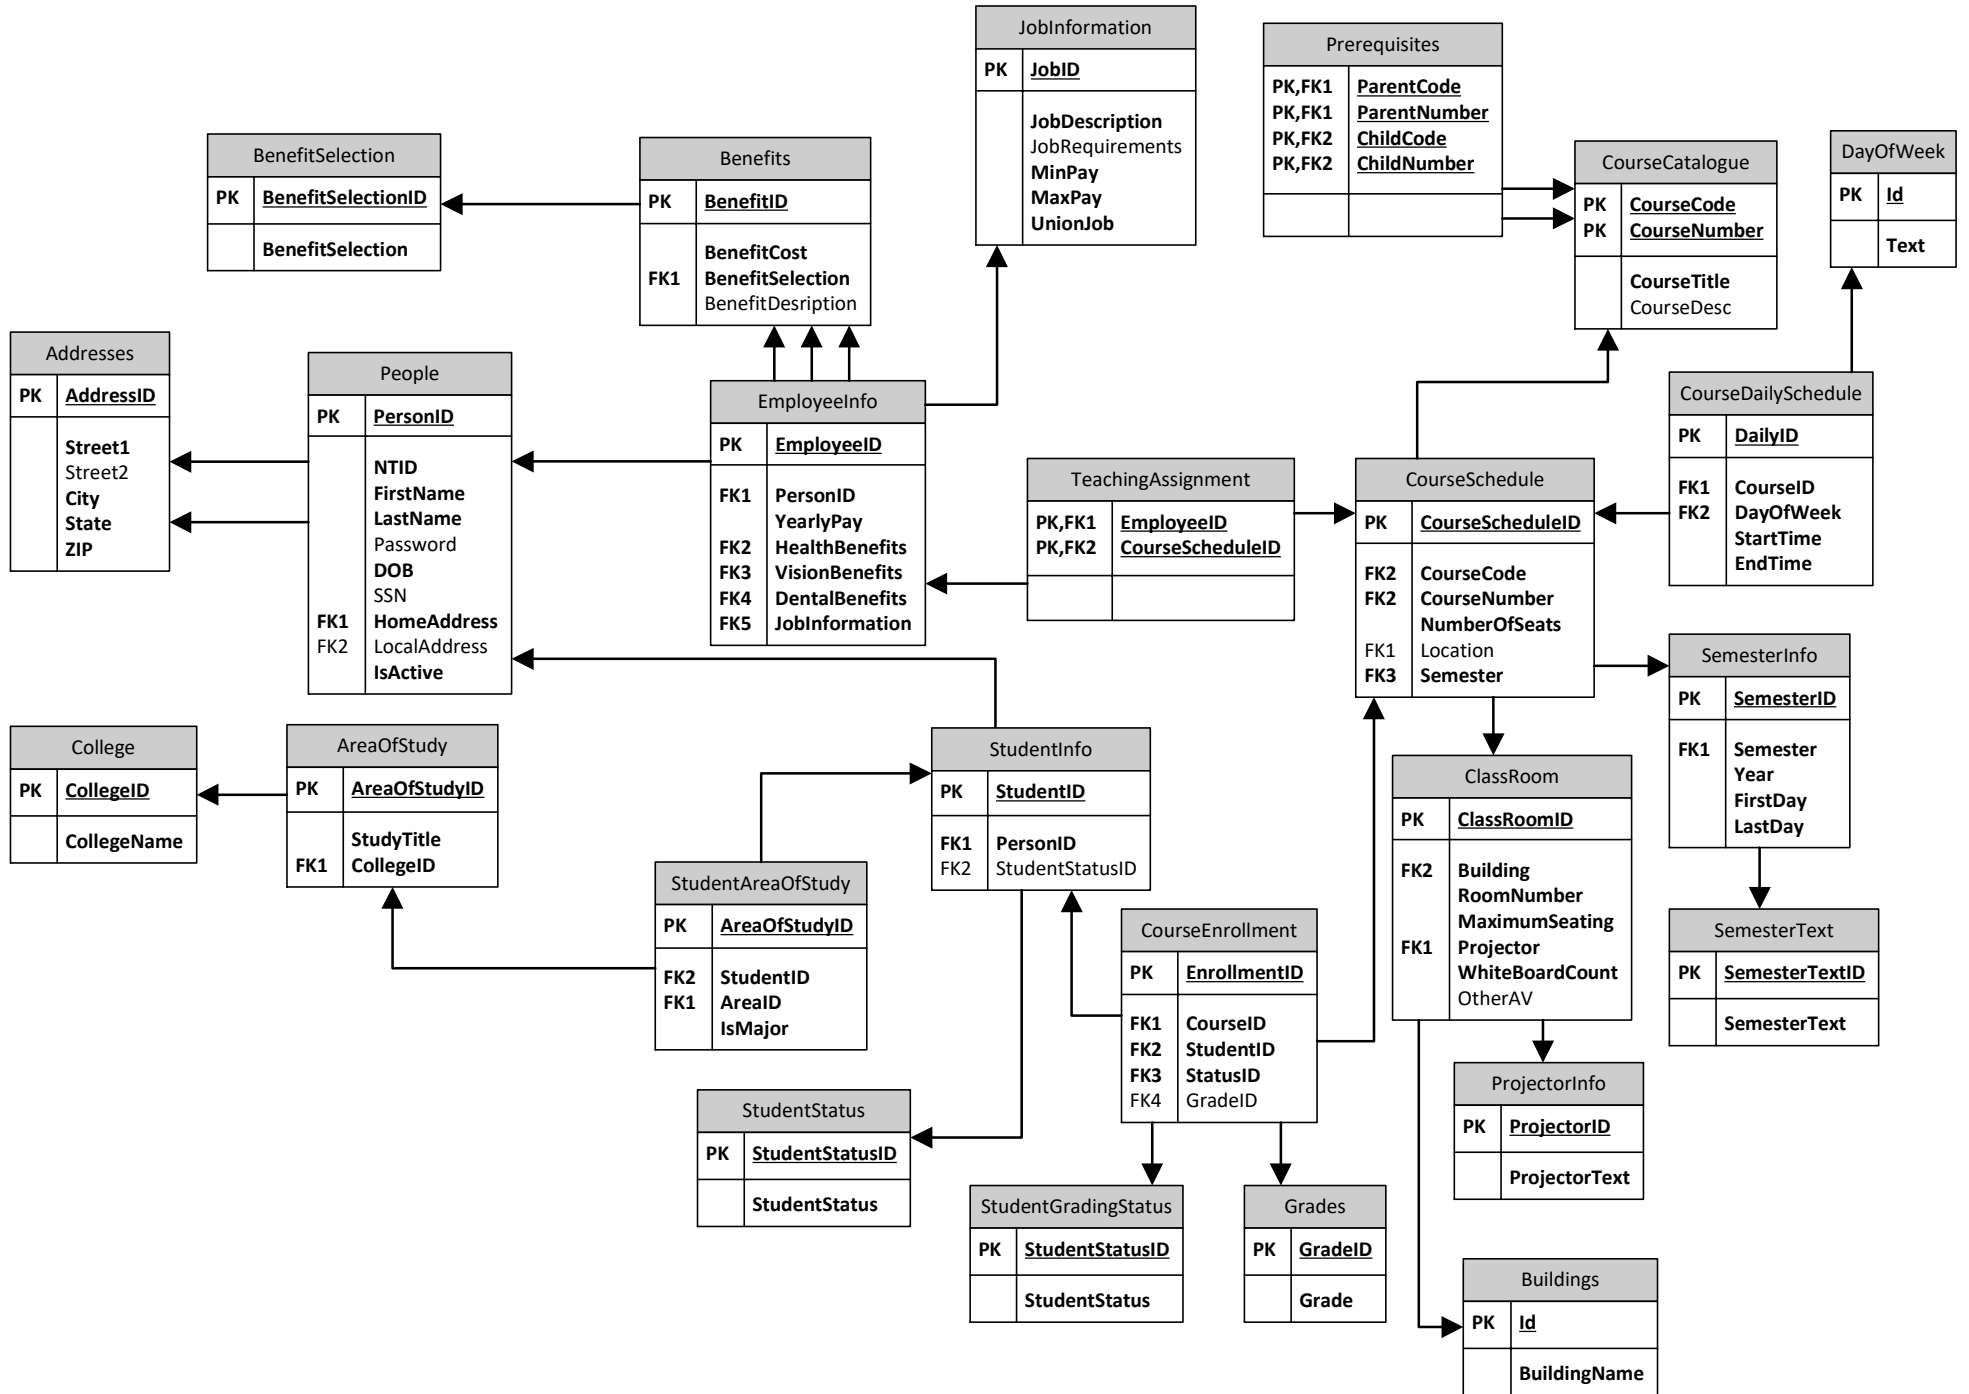 JobInformation
PK JobID
JobDescription
JobRequirements
MinPay
MaxPay
UnionJob
Prerequisites
PK,FK1 ParentCode
PK,FK1 ParentNumber
PK,FK2 ChildCode
PK,FK2 ChildNumber
BenefitSelection
PK BenefitSelectionID
BenefitSelection
Benefits
PK BenefitID
BenefitCost
FK1 BenefitSelection
BenefitDesription
CourseCatalogue
PK CourseCode
PK CourseNumber
CourseTitle
CourseDesc
DayOfWeek
PK Id
Text
Addresses
PK AddressID
Street1
Street2
City
State
ZIP
People
PK PersonID
NTID
FirstName
LastName
Password
DOB
SSN
FK1 HomeAddress
FK2 LocalAddress
IsActive
EmployeeInfo
PK EmployeeID
FK1 PersonID
YearlyPay
FK2 HealthBenefits
FK3 VisionBenefits
FK4 DentalBenefits
FK5 JobInformation
TeachingAssignment
PK,FK1 EmployeeID
PK,FK2 CourseScheduleID
CourseSchedule
PK CourseScheduleID
FK2 CourseCode
FK2 CourseNumber
NumberOfSeats
FK1 Location
FK3 Semester
CourseDailySchedule
PK DailyID
FK1 CourseID
FK2 DayOfWeek
StartTime
EndTime
College
PK CollegeID
CollegeName
AreaOfStudy
PK AreaOfStudyID
StudyTitle
FK1 CollegeID
StudentInfo
PK StudentID
FK1 PersonID
FK2 StudentStatusID
ClassRoom
PK ClassRoomID
FK2 Building
RoomNumber
MaximumSeating
FK1 Projector
WhiteBoardCount
OtherAV
SemesterInfo
PK SemesterID
FK1 Semester
Year
FirstDay
LastDay
StudentAreaOfStudy
PK AreaOfStudyID
FK2 StudentID
FK1 AreaID
IsMajor
CourseEnrollment
PK EnrollmentID
FK1 CourseID
FK2 StudentID
FK3 StatusID
FK4 GradeID
SemesterText
PK SemesterTextID
SemesterText
StudentStatus
PK StudentStatusID
StudentStatus
ProjectorInfo
PK ProjectorID
ProjectorText
StudentGradingStatus
PK StudentStatusID
StudentStatus
Grades
PK GradeID
Grade
Buildings
PK Id
BuildingName